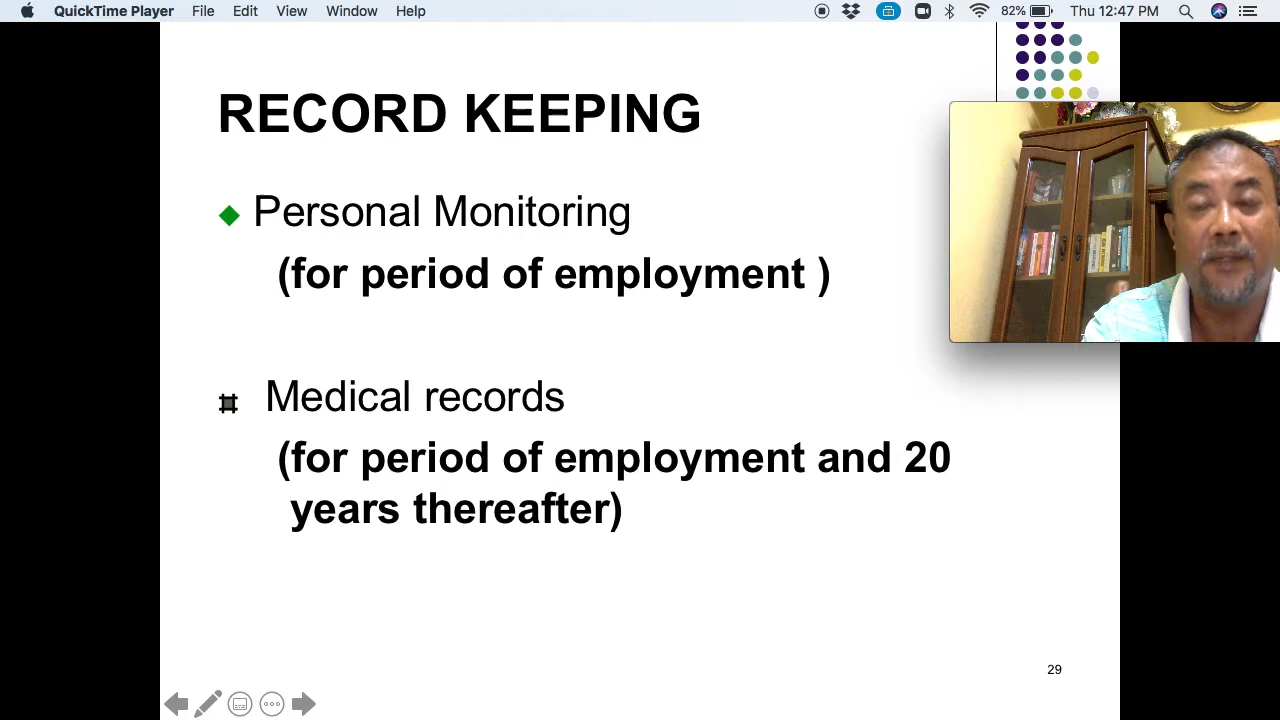 QuickTime Player File Edit View Window Help 82% Thu 12:47 PM
RECORD KEEPING
Personal Monitoring
(for period of employment )
Medical records
(for period of employment and 20
years thereafter)
29